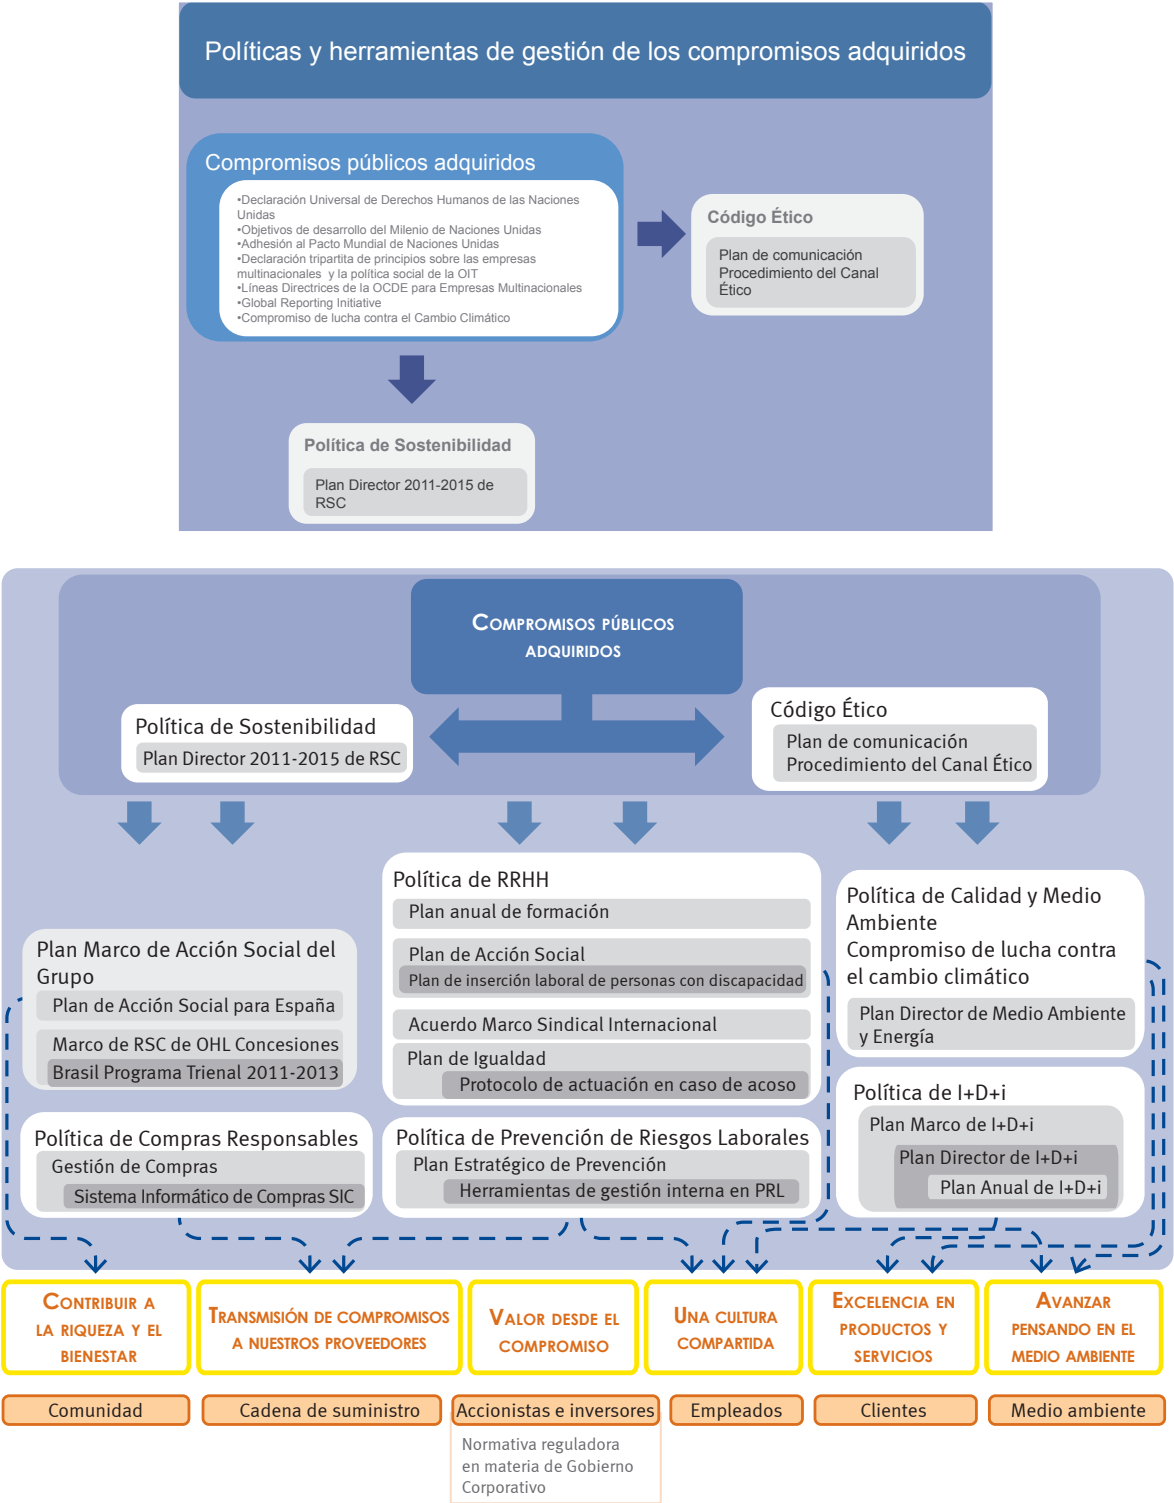 Políticas y herramientas de gestión de los compromisos adquiridos
Compromisos públicos adquiridos
•Declaración Universal de Derechos Humanos de las Naciones
Unidas
•Objetivos de desarrollo del Milenio de Naciones Unidas
•Adhesión al Pacto Mundial de Naciones Unidas
•Declaración tripartita de principios sobre las empresas
multinacionales y la política social de la OIT
•Líneas Directrices de la OCDE para Empresas Multinacionales
•Global Reporting Initiative
•Compromiso de lucha contra el Cambio Climático
Código Ético
Plan de comunicación
Procedimiento del Canal
Ético
Política de Sostenibilidad
Plan Director 2011-2015 de
RSC
COMPROMISOS PÚBLICOS
ADQUIRIDOS
Política de Sostenibilidad
Plan Director 2011-2015 de RSC
Código Ético
Plan de comunicación
Procedimiento del Canal Ético
Plan Marco de Acción Social del
Grupo
Plan de Acción Social para España
Marco de RSC de OHL Concesiones
Brasil Programa Trienal 2011-2013
Política de Compras Responsables
Gestión de Compras
Sistema Informático de Compras SIC
Política de RRHH
Plan anual de formación
Plan de Acción Social
Plan de inserción laboral de personas con discapacidad
Acuerdo Marco Sindical Internacional
Plan de Igualdad
Protocolo de actuación en caso de acoso
Política de Prevención de Riesgos Laborales
Plan Estratégico de Prevención
Herramientas de gestión interna en PRL
Política de Calidad y Medio
Ambiente
Compromiso de lucha contra
el cambio climático
Plan Director de Medio Ambiente
y Energía
Política de I+D+i
Plan Marco de I+D+i
Plan Director de I+D+i
Plan Anual de I+D+i
CONTRIBUIR A
LA RIQUEZA Y EL
BIENESTAR
TRANSMISIÓN DE COMPROMISOS
A NUESTROS PROVEEDORES
VALOR DESDE EL
COMPROMISO
UNA CULTURA
COMPARTIDA
EXCELENCIA EN
PRODUCTOS Y
SERVICIOS
AVANZAR
PENSANDO EN EL
MEDIO AMBIENTE
Comunidad
Cadena de suministro
Accionistas e inversores
Empleados
Clientes
Medio ambiente
Normativa reguladora
en materia de Gobierno
Corporativo